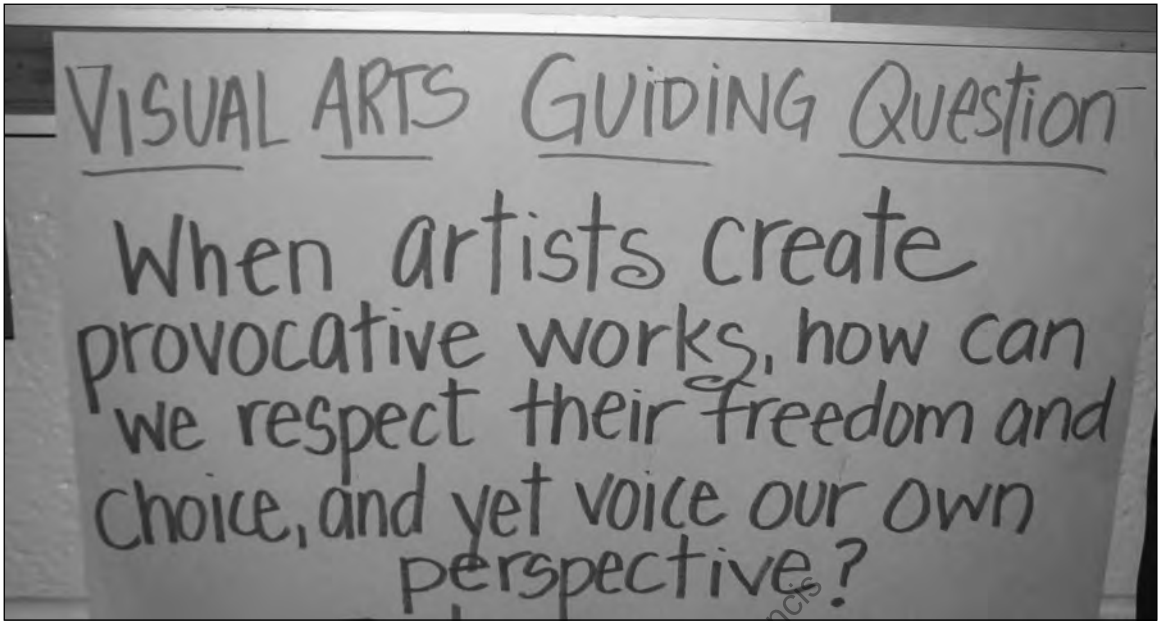 VISUAL ARTS GUIDING Question
When artists create
provocative works, how can
we respect their freedom and
choice, and yet voice our own
perspective?